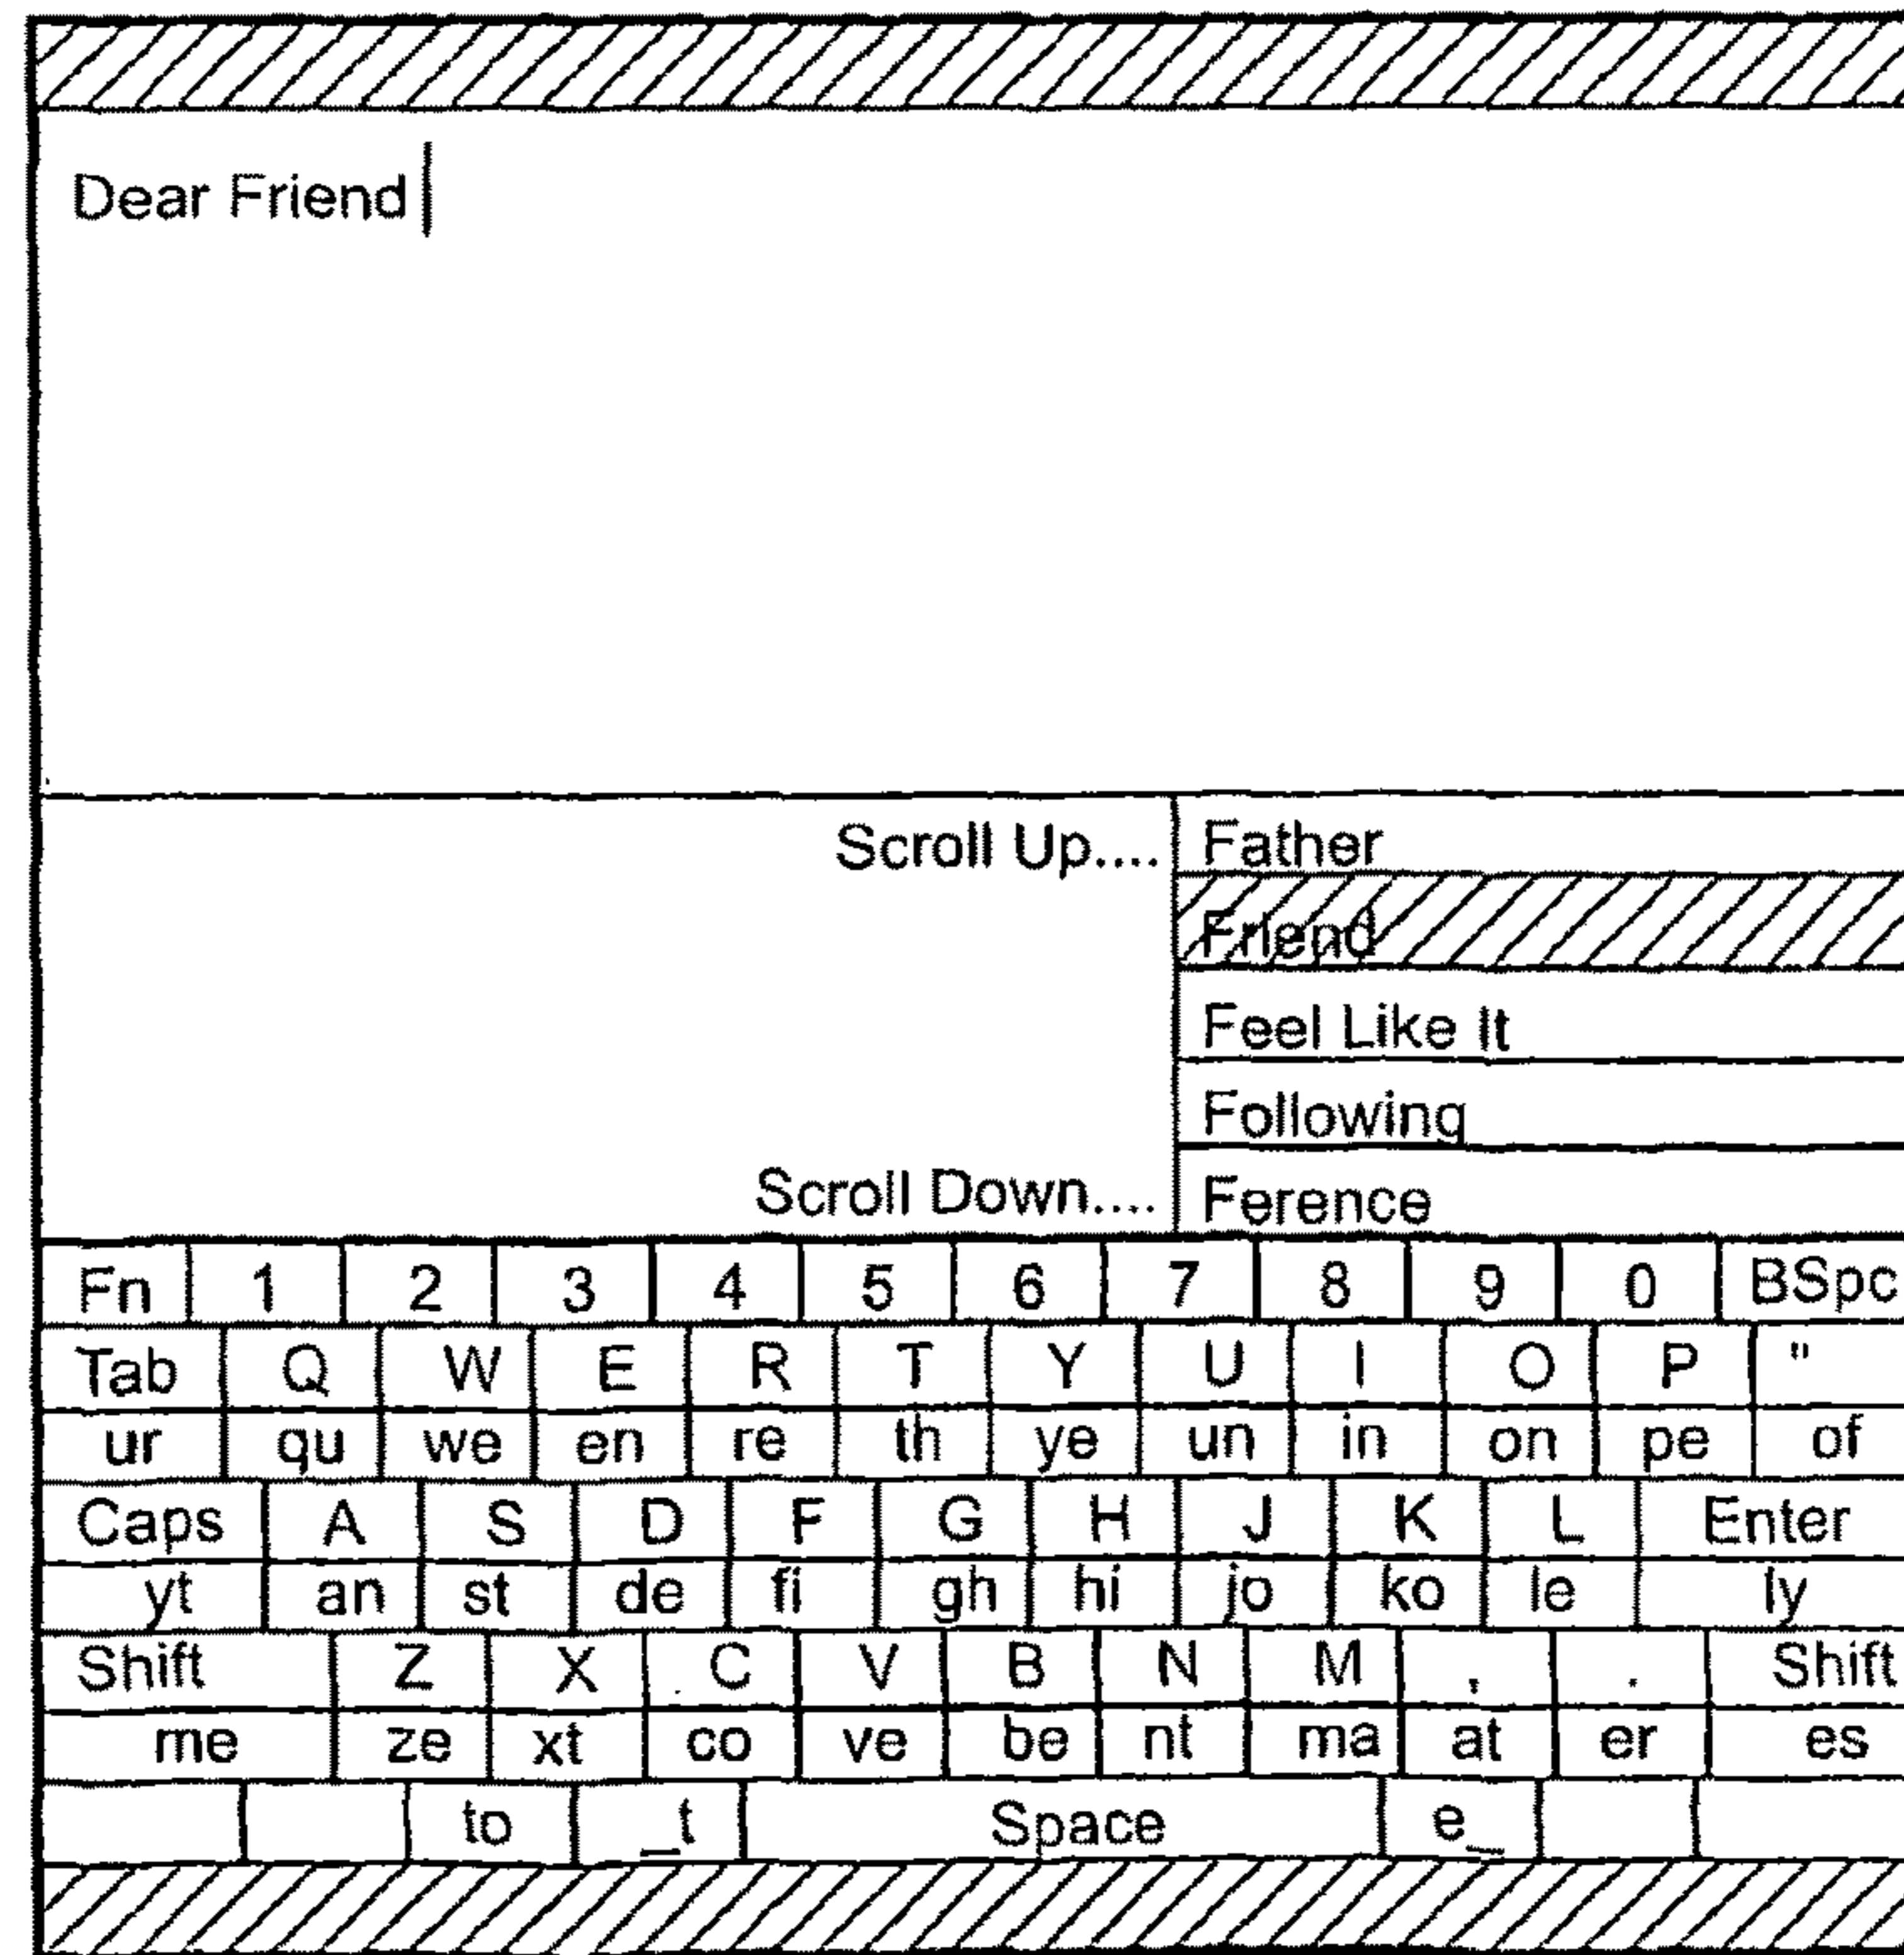 Dear Friend
Scroll Up.... Father
Friend
Feel Like It
Following
Scroll Down.... Ference
Fn 1 2 3 4 5 6 7 8 9 0 BSpc
Tab Q W E R T Y U I O P "
ur qu we en re th ye un in on pe of
Caps A S D F G H J K L Enter
yt an st de fi gh hi jo ko le ly
Shift Z X C V B N M , . Shift
me ze xt co ve be nt ma at er es
to _t Space e_